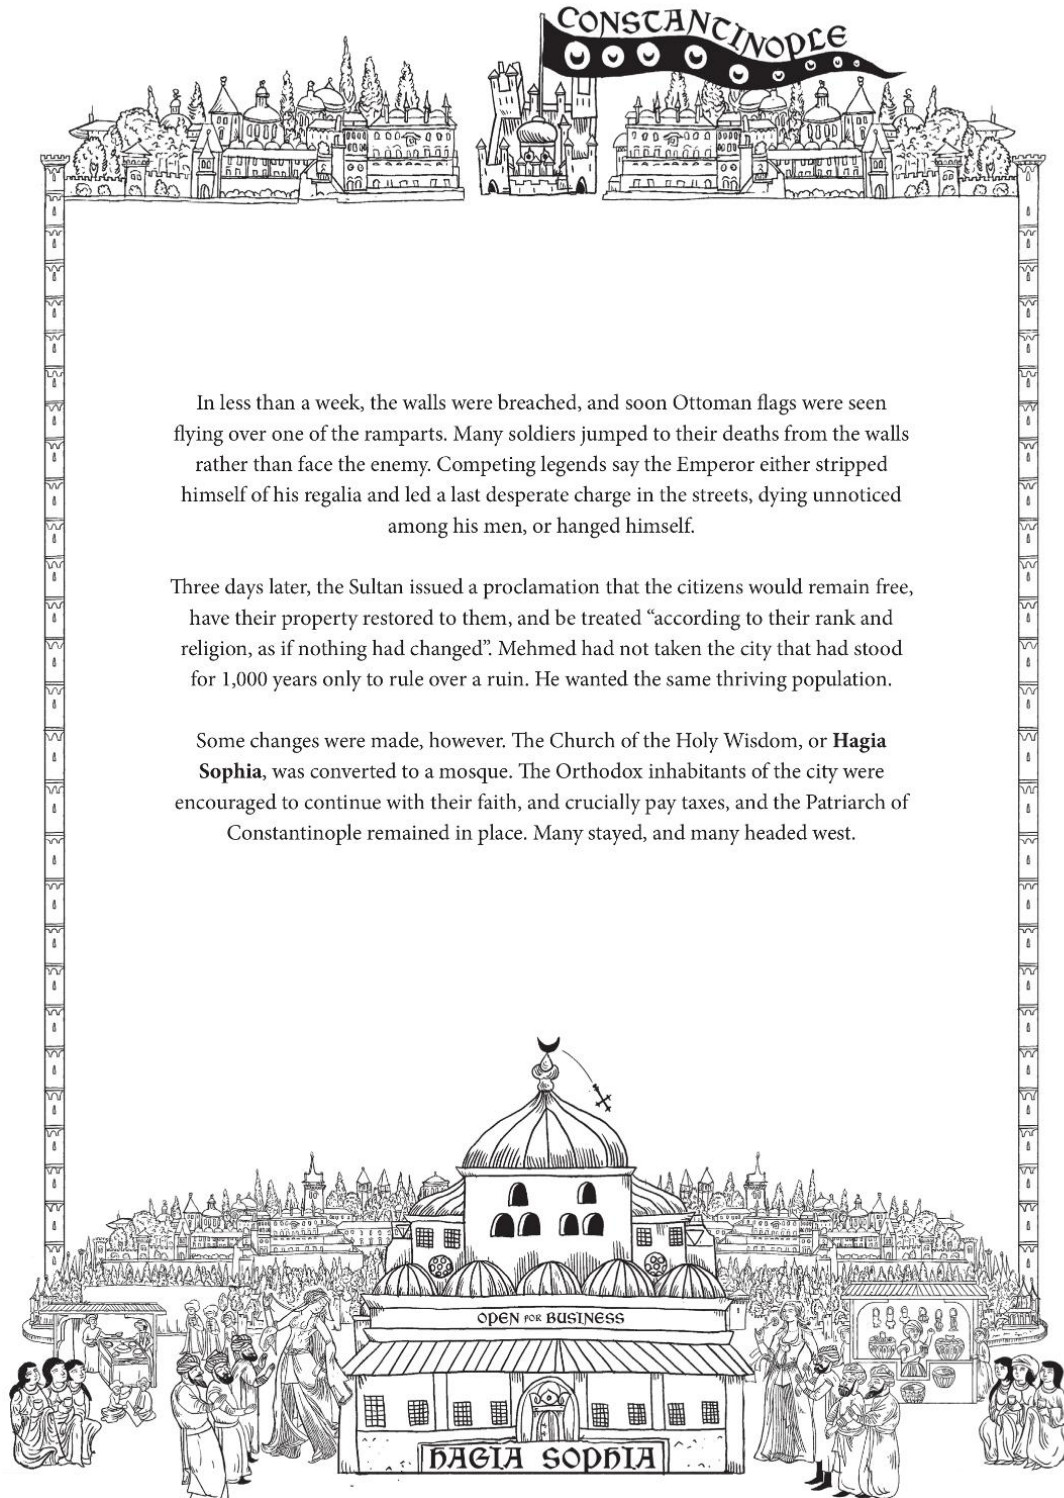 CONSTANTINOPLE
In less than a week, the walls were breached, and soon Ottoman flags were seen
flying over one of the ramparts. Many soldiers jumped to their deaths from the walls
rather than face the enemy. Competing legends say the Emperor either stripped
himself of his regalia and led a last desperate charge in the streets, dying unnoticed
among his men, or hanged himself.
Three days later, the Sultan issued a proclamation that the citizens would remain free,
have their property restored to them, and be treated “according to their rank and
religion, as if nothing had changed”. Mehmed had not taken the city that had stood
for 1,000 years only to rule over a ruin. He wanted the same thriving population.
Some changes were made, however. The Church of the Holy Wisdom, or Hagia
Sophia, was converted to a mosque. The Orthodox inhabitants of the city were
encouraged to continue with their faith, and crucially pay taxes, and the Patriarch of
Constantinople remained in place. Many stayed, and many headed west.
OPEN FOR BUSINESS
HAGIA SOPHIA